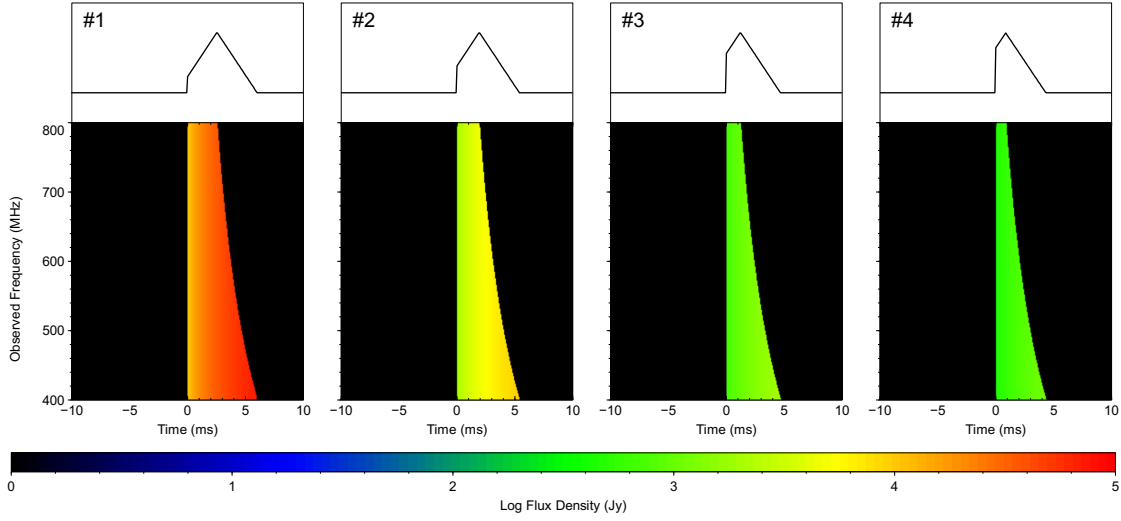 #1 #2 #3 #4
800
700
600
500
400
Observed Frequency (MHz)
−10 −5 0 5 10 −10 −5 0 5 10 −10 −5 0 5 10 −10 −5 0 5 10
Time (ms) Time (ms) Time (ms) Time (ms)
0 1 2 3 4 5
Log Flux Density (Jy)